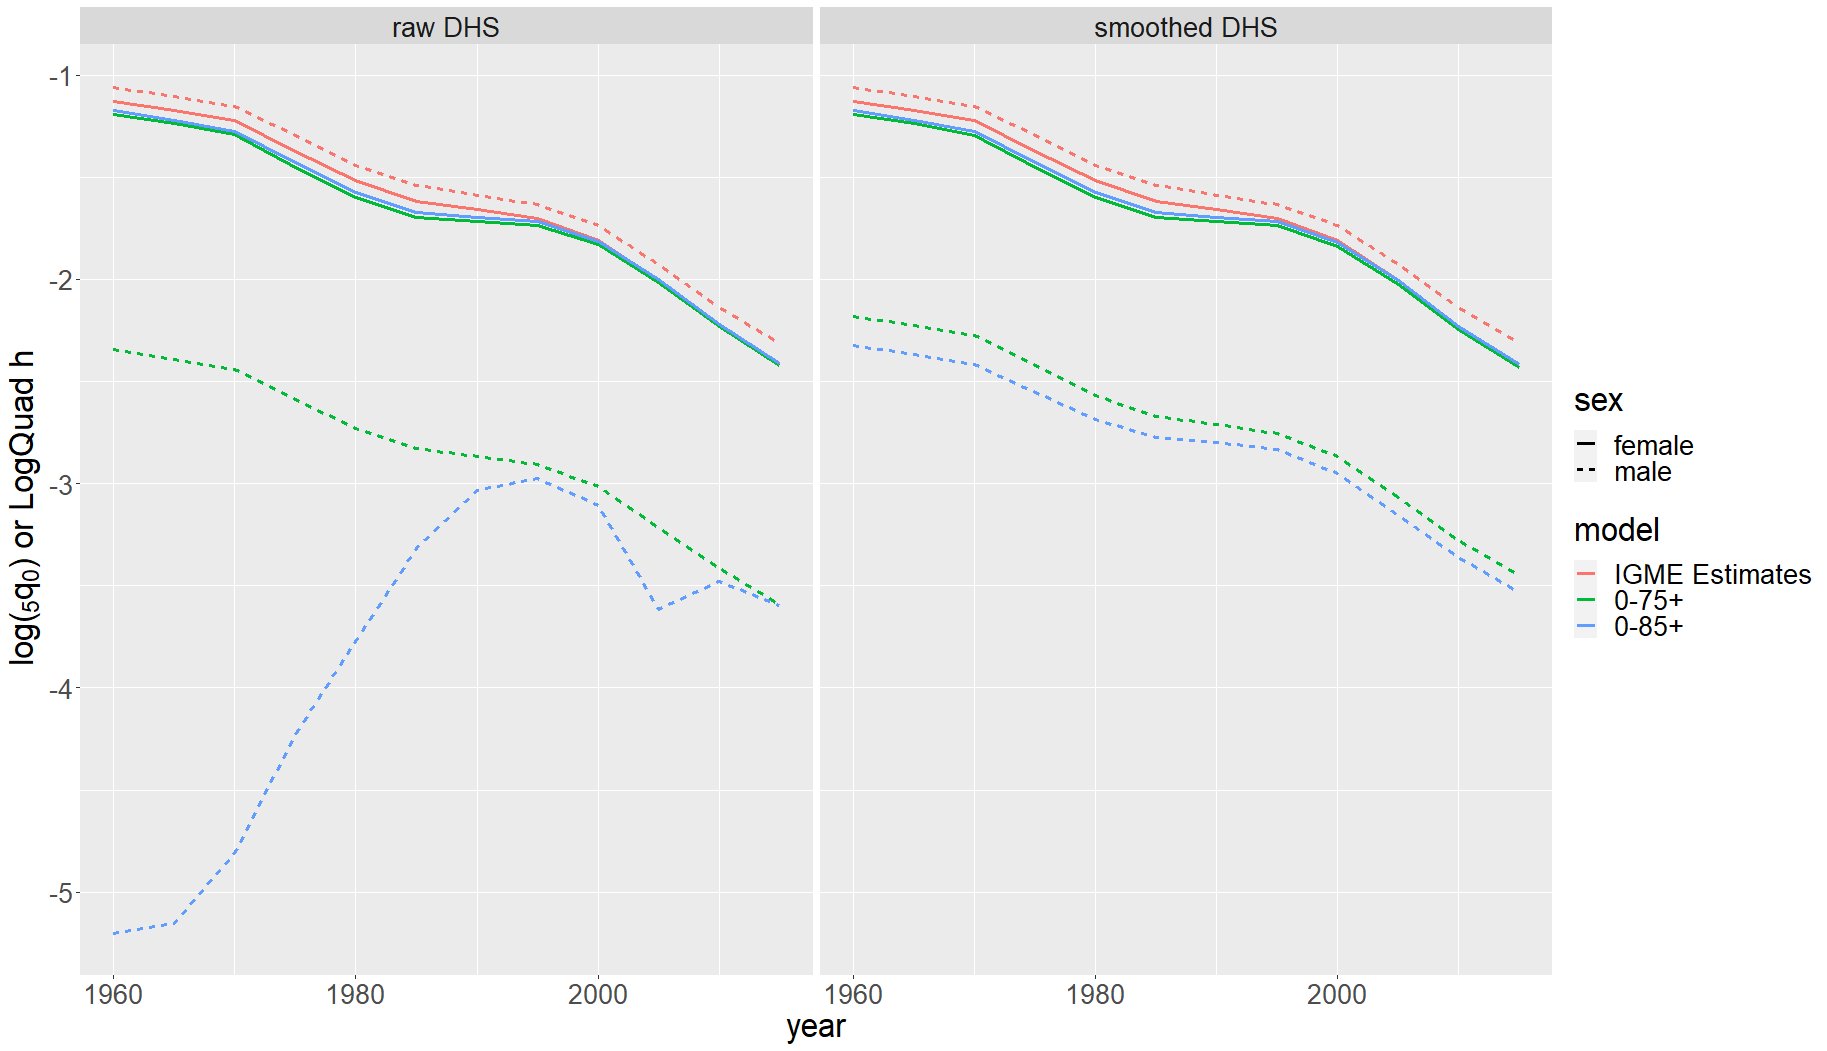 raw DHS
smoothed DHS
log(₅q₀) or LogQuad h
-1
-2
-3
-4
-5
1960
1980
2000
1960
1980
2000
year
sex
female
male
model
IGME Estimates
0-75+
0-85+